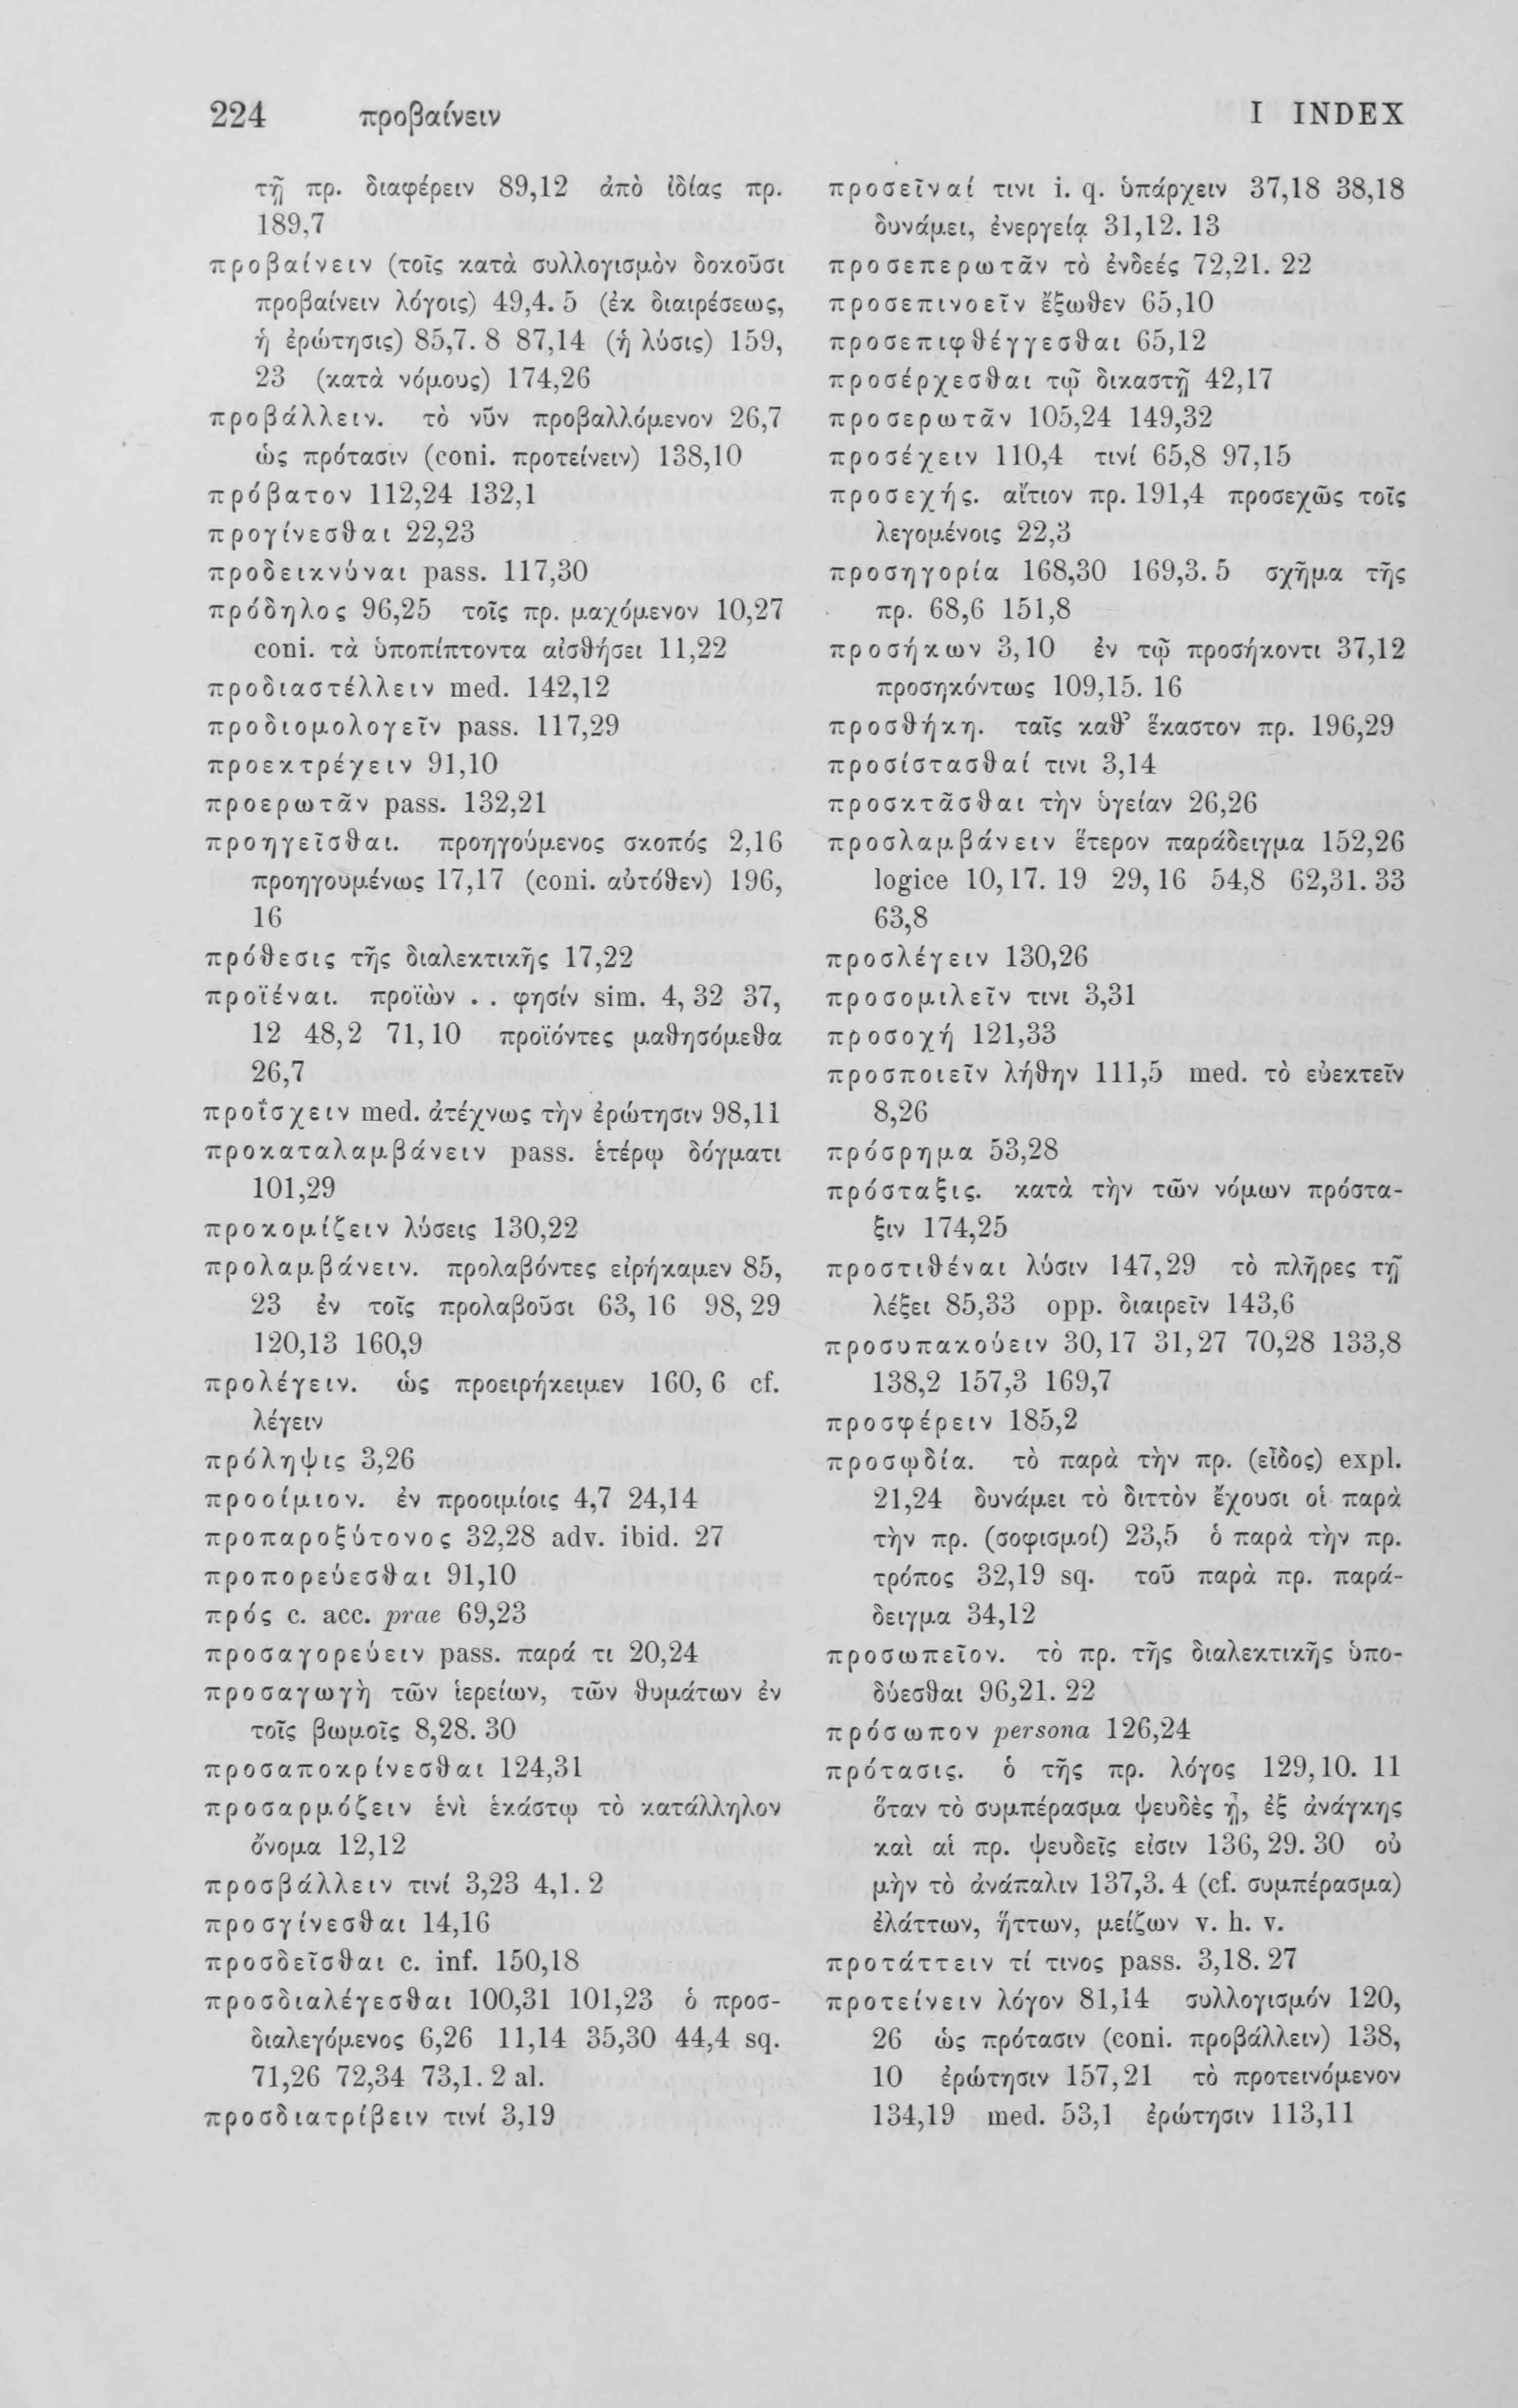 224 προβαίνειν I INDEX
τῇ πρ. διαφέρειν 89,12 ἀπὸ ἰδίας πρ.
189,7
προβαίνειν (τοῖς κατὰ συλλογισμὸν δοκοῦσι
προβαίνειν λόγοις) 49,4. 5 (ἐκ διαιρέσεως,
ἡ ἐρώτησις) 85,7. 8 87,14 (ἡ λύσις) 159,
23 (κατὰ νόμους) 174,26
προβάλλειν. τὸ νῦν προβαλλόμενον 26,7
ὡς πρότασιν (coni. προτείνειν) 138,10
πρόβατον 112,24 132,1
προγίνεσθαι 22,23
προδεικνύναι pass. 117,30
πρόδηλος 96,25 τοῖς πρ. μαχόμενον 10,27
coni. τὰ ὑποπίπτοντα αἰσθήσει 11,22
προδιαστέλλειν med. 142,12
προδιομολογεῖν pass. 117,29
προεκτρέχειν 91,10
προερωτᾶν pass. 132,21
προηγεῖσθαι. προηγούμενος σκοπός 2,16
προηγουμένως 17,17 (coni. αὐτόθεν) 196,
16
πρόθεσις τῆς διαλεκτικῆς 17,22
προϊέναι. προϊὼν . . φησίν sim. 4, 32 37,
12 48,2 71,10 προϊόντες μαθησόμεθα
26,7
προΐσχειν med. ἀτέχνως τὴν ἐρώτησιν 98,11
προκαταλαμβάνειν pass. ἑτέρῳ δόγματι
101,29
προκομίζειν λύσεις 130,22
προλαμβάνειν. προλαβόντες εἰρήκαμεν 85,
23 ἐν τοῖς προλαβοῦσι 63, 16 98, 29
120,13 160,9
προλέγειν. ὡς προειρήκειμεν 160, 6 cf.
λέγειν
πρόληψις 3,26
προοίμιον. ἐν προοιμίοις 4,7 24,14
προπαροξύτονος 32,28 adv. ibid. 27
προπορεύεσθαι 91,10
πρός c. acc. prae 69,23
προσαγορεύειν pass. παρά τι 20,24
προσαγωγὴ τῶν ἱερείων, τῶν θυμάτων ἐν
τοῖς βωμοῖς 8,28. 30
προσαποκρίνεσθαι 124,31
προσαρμόζειν ἑνὶ ἑκάστῳ τὸ κατάλληλον
ὄνομα 12,12
προσβάλλειν τινί 3,23 4,1. 2
προσγίνεσθαι 14,16
προσδεῖσθαι c. inf. 150,18
προσδιαλέγεσθαι 100,31 101,23 ὁ προσ-
διαλεγόμενος 6,26 11,14 35,30 44,4 sq.
71,26 72,34 73,1. 2 al.
προσδιατρίβειν τινί 3,19
προσεῖναί τινι i. q. ὑπάρχειν 37,18 38,18
δυνάμει, ἐνεργείᾳ 31,12. 13
προσεπερωτᾶν τὸ ἐνδεές 72,21. 22
προσεπινοεῖν ἔξωθεν 65,10
προσεπιφθέγγεσθαι 65,12
προσέρχεσθαι τῷ δικαστῇ 42,17
προσερωτᾶν 105,24 149,32
προσέχειν 110,4 τινί 65,8 97,15
προσεχής. αἴτιον πρ. 191,4 προσεχῶς τοῖς
λεγομένοις 22,3
προσηγορία 168,30 169,3. 5 σχῆμα τῆς
πρ. 68,6 151,8
προσήκων 3,10 ἐν τῷ προσήκοντι 37,12
προσηκόντως 109,15. 16
προσθήκη. ταῖς καθ’ ἕκαστον πρ. 196,29
προσίστασθαί τινι 3,14
προσκτᾶσθαι τὴν ὑγείαν 26,26
προσλαμβάνειν ἕτερον παράδειγμα 152,26
logice 10,17. 19 29,16 54,8 62,31. 33
63,8
προσλέγειν 130,26
προσομιλεῖν τινι 3,31
προσοχή 121,33
προσποιεῖν λήθην 111,5 med. τὸ εὐεκτεῖν
8,26
πρόσρημα 53,28
πρόσταξις. κατὰ τὴν τῶν νόμων πρόστα-
ξιν 174,25
προστιθέναι λύσιν 147,29 τὸ πλῆρες τῇ
λέξει 85,33 opp. διαιρεῖν 143,6
προσυπακούειν 30,17 31,27 70,28 133,8
138,2 157,3 169,7
προσφέρειν 185,2
προσῳδία. τὸ παρὰ τὴν πρ. (εἶδος) expl.
21,24 δυνάμει τὸ διττὸν ἔχουσι οἱ παρὰ
τὴν πρ. (σοφισμοί) 23,5 ὁ παρὰ τὴν πρ.
τρόπος 32,19 sq. τοῦ παρὰ πρ. παρά-
δειγμα 34,12
προσωπεῖον. τὸ πρ. τῆς διαλεκτικῆς ὑπο-
δύεσθαι 96,21. 22
πρόσωπον persona 126,24
πρότασις. ὁ τῆς πρ. λόγος 129,10. 11
ὅταν τὸ συμπέρασμα ψευδὲς ᾖ, ἐξ ἀνάγκης
καὶ αἱ πρ. ψευδεῖς εἰσιν 136, 29. 30 οὐ
μὴν τὸ ἀνάπαλιν 137,3. 4 (cf. συμπέρασμα)
ἐλάττων, ἥττων, μείζων v. h. v.
προτάττειν τί τινος pass. 3,18. 27
προτείνειν λόγον 81,14 συλλογισμόν 120,
26 ὡς πρότασιν (coni. προβάλλειν) 138,
10 ἐρώτησιν 157,21 τὸ προτεινόμενον
134,19 med. 53,1 ἐρώτησιν 113,11